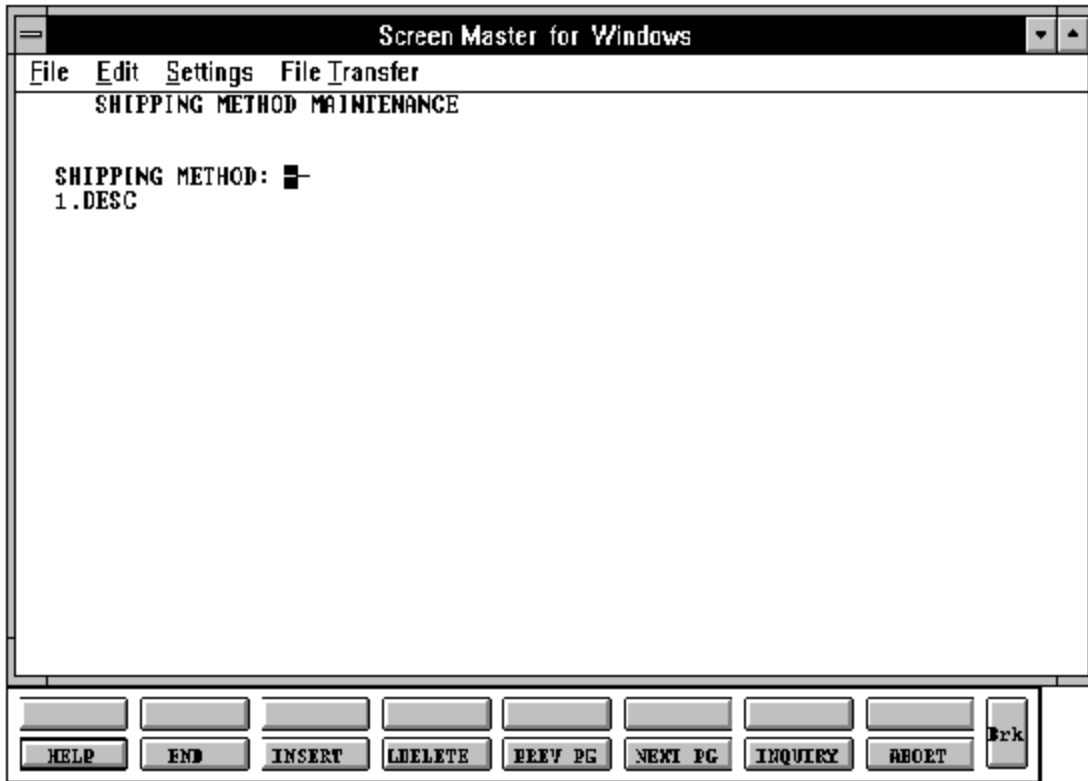 Screen Master for Windows
File Edit Settings File Transfer
SHIPPING METHOD MAINTENANCE
SHIPPING METHOD:
1.DESC
Brk
HELP END INSERT LDELETE PREV PG NEXT PG INQUIRY ABORT